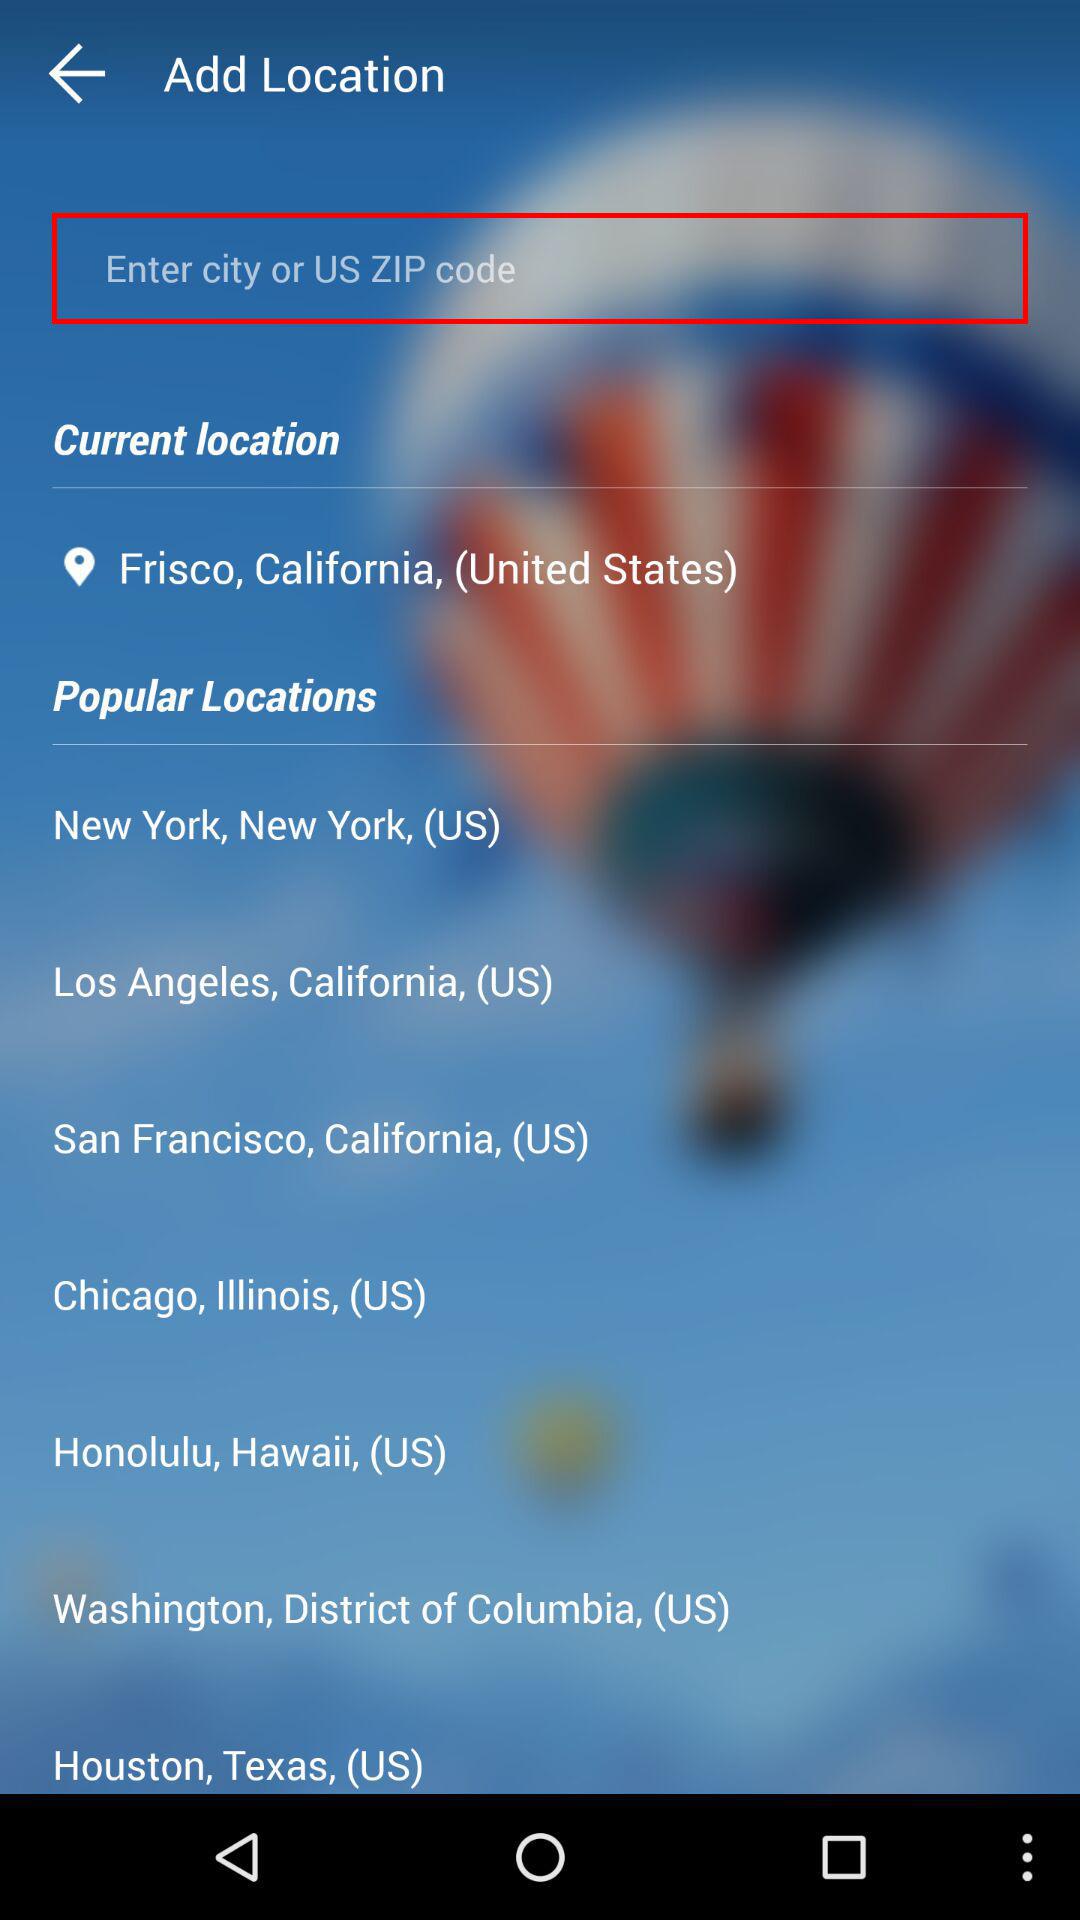 Add Location
Enter city or US ZIP code
Current location
Frisco, California, (United States)
Popular Locations
New York, New York, (US)
Los Angeles, California, (US)
San Francisco, California, (US)
Chicago, Illinois, (US)
Honolulu, Hawaii, (US)
Washington, District of Columbia, (US)
Houston, Texas, (US)